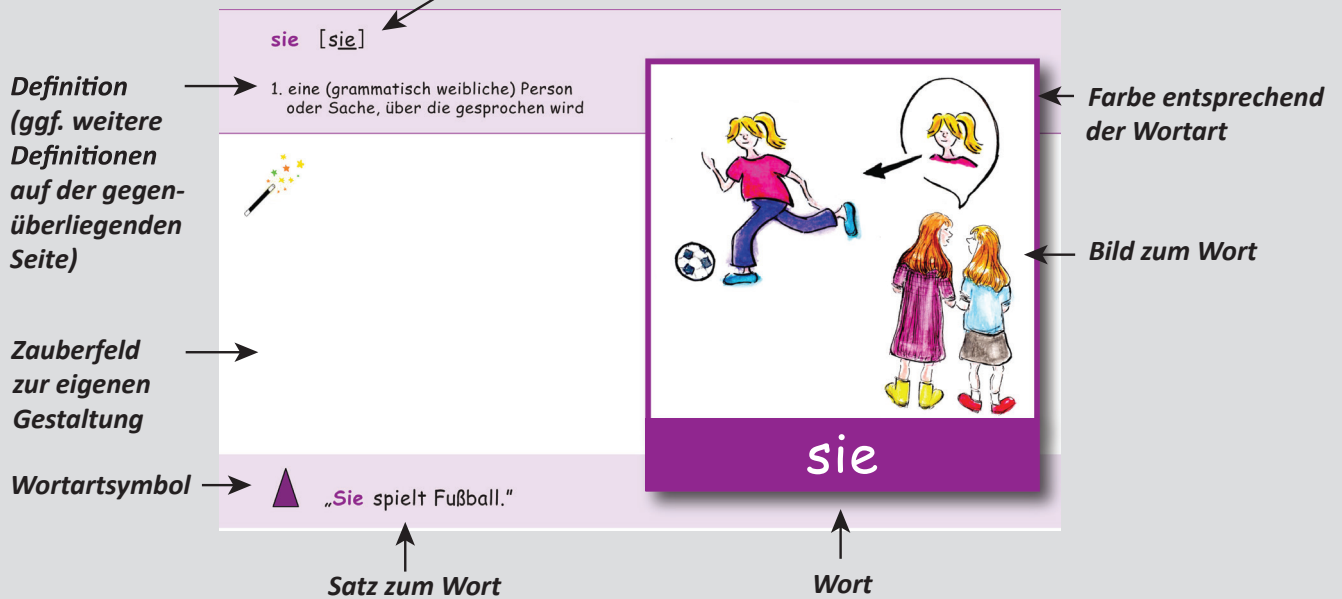 sie [sie]
1. eine (grammatisch weibliche) Person
oder Sache, über die gesprochen wird
Definition
(ggf. weitere
Definitionen
auf der gegen-
überliegenden
Seite)
Farbe entsprechend
der Wortart
Bild zum Wort
Zauberfeld
zur eigenen
Gestaltung
sie
Wortartsymbol
„Sie spielt Fußball."
Satz zum Wort
Wort